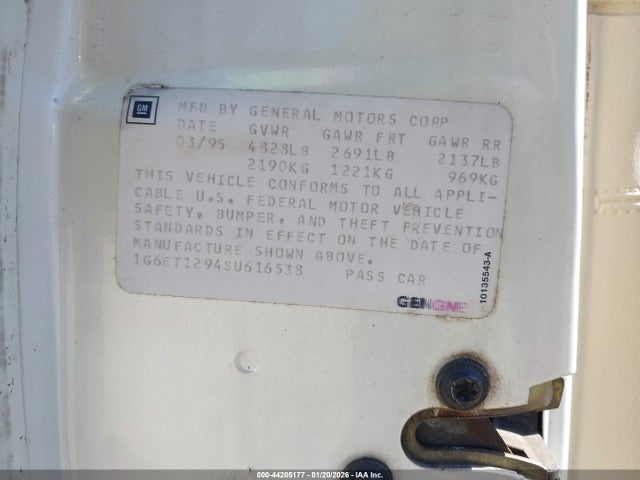 GM
MFD BY GENERAL MOTORS CORP
DATE GVWR GAWR FRT GAWR RR
03/95 4828LB 2691LB 2137LB
2190KG 1221KG 969KG
THIS VEHICLE CONFORMS TO ALL APPLI-
CABLE U.S. FEDERAL MOTOR VEHICLE
SAFETY, BUMPER, AND THEFT PREVENTION
STANDARDS IN EFFECT ON THE DATE OF
MANUFACTURE SHOWN ABOVE.
1G6ET1294SU616538 PASS CAR
10135543-A
000-44205177 - 01/20/2026 - IAA Inc.